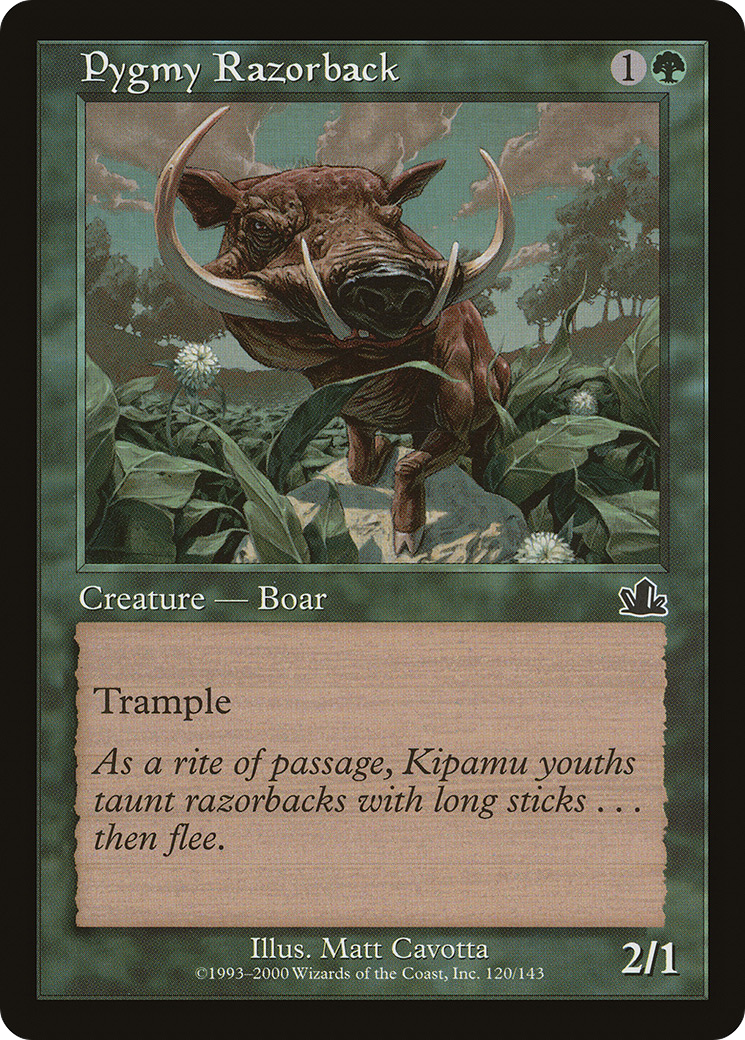 Pygmy Razorback
1
Creature — Boar
Trample
As a rite of passage, Kipamu youths
taunt razorbacks with long sticks . . .
then flee.
Illus. Matt Cavotta
©1993–2000 Wizards of the Coast, Inc. 120/143
2/1